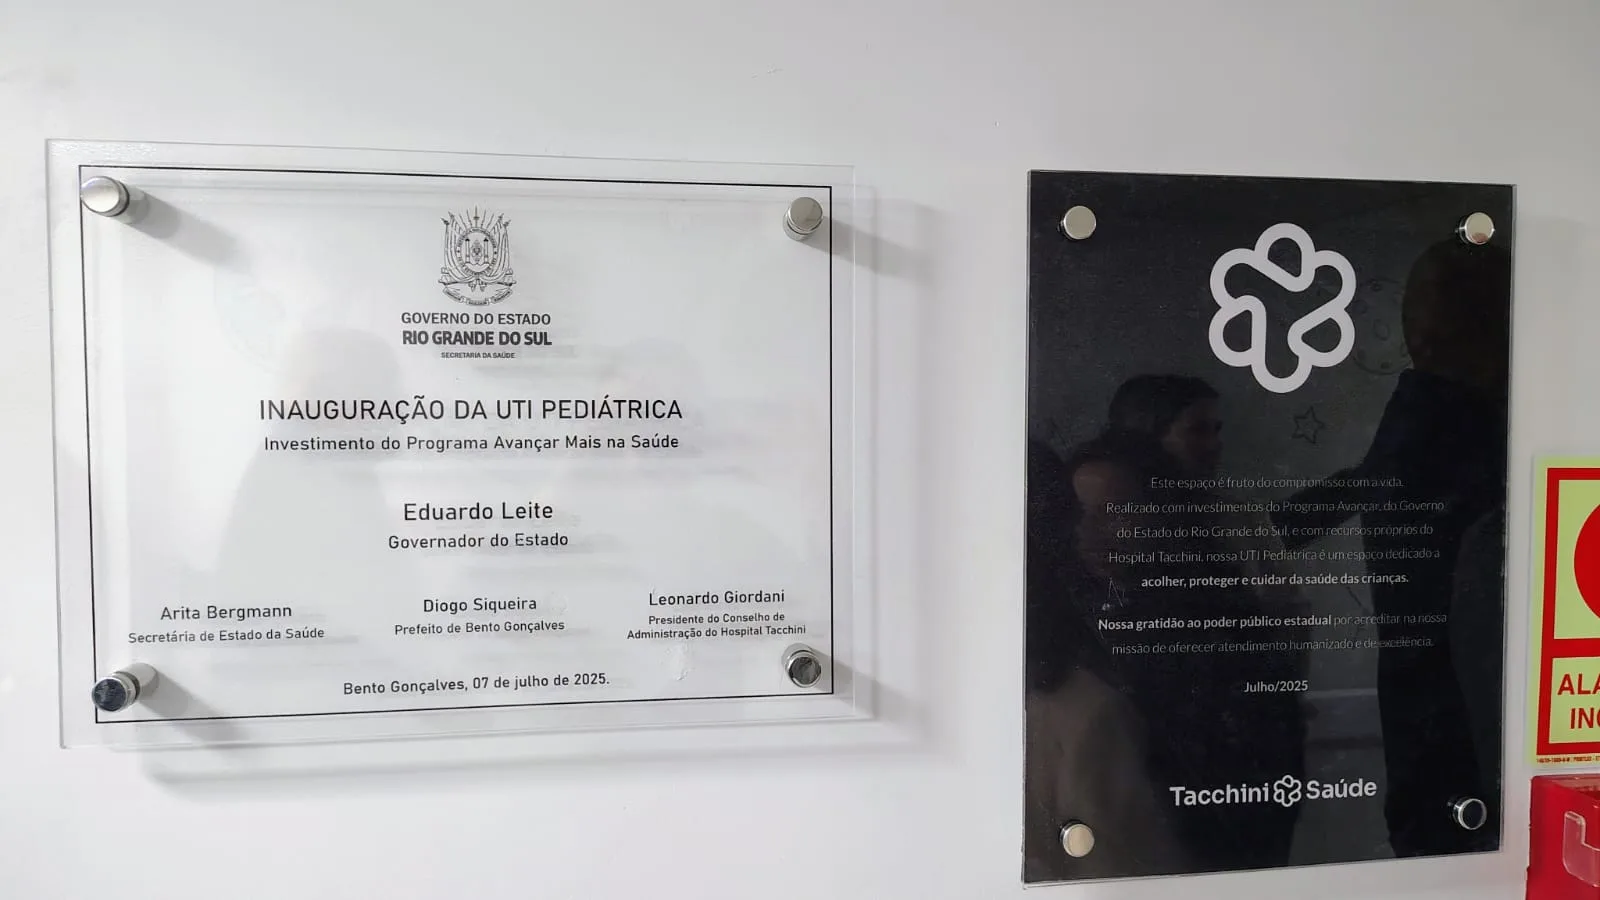 GOVERNO DO ESTADO
RIO GRANDE DO SUL
SECRETARIA DA SAÚDE
INAUGURAÇÃO DA UTI PEDIÁTRICA
Investimento do Programa Avançar Mais na Saúde
Eduardo Leite
Governador do Estado
Arita Bergmann
Secretária de Estado da Saúde
Diogo Siqueira
Prefeito de Bento Gonçalves
Leonardo Giordani
Presidente do Conselho de
Administração do Hospital Tacchini
Bento Gonçalves, 07 de julho de 2025.
Este espaço é fruto do compromisso com a vida.
Realizado com investimentos do Programa Avançar, do Governo
do Estado do Rio Grande do Sul, e com recursos próprios do
Hospital Tacchini, nossa UTI Pediátrica é um espaço dedicado a
acolher, proteger e cuidar da saúde das crianças.
Nossa gratidão ao poder público estadual por acreditar na nossa
missão de oferecer atendimento humanizado e de excelência.
Julho/2025
Tacchini Saúde
ALA
INC